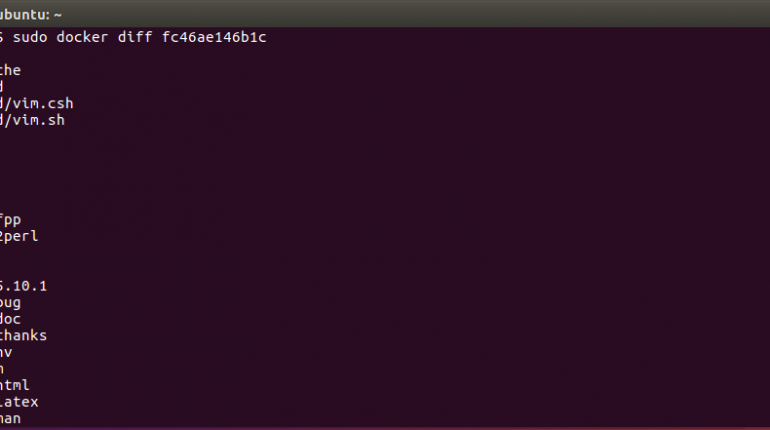 ubuntu: ~
$ sudo docker diff fc46ae146b1c
che
d
d/vim.csh
d/vim.sh
fpp
2perl
5.10.1
bug
doc
thanks
nv
html
latex
man